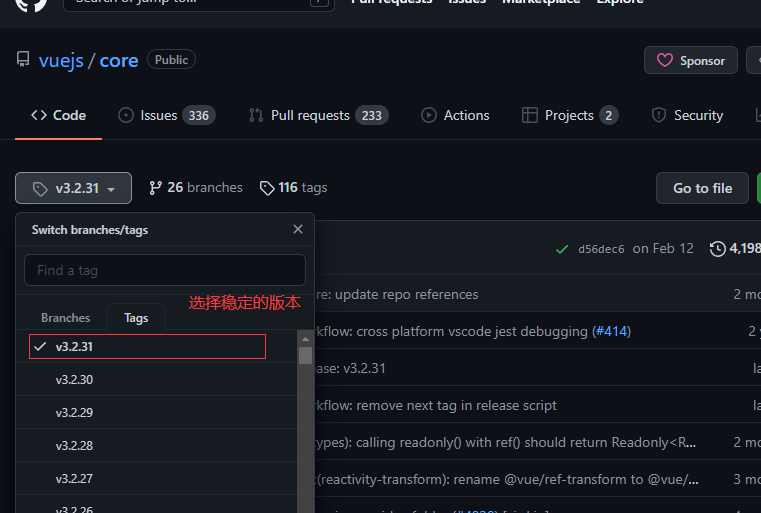 Search or jump to...
/
Pull requests Issues Marketplace Explore
vuejs / core Public
Sponsor
Code Issues 336 Pull requests 233 Actions Projects 2 Security
v3.2.31 26 branches 116 tags Go to file
Switch branches/tags
d56dec6 on Feb 12 4,198
Find a tag
选择稳定的版本
re: update repo references 2 mo
Branches Tags
rkflow: cross platform vscode jest debugging (#414) 2 y
v3.2.31
ease: v3.2.31 la
v3.2.30
rkflow: remove next tag in release script la
v3.2.29
types): calling readonly() with ref() should return Readonly<R... 2 mo
v3.2.28
(reactivity-transform): rename @vue/ref-transform to @vue/... 3 mo
v3.2.27
v3.2.26